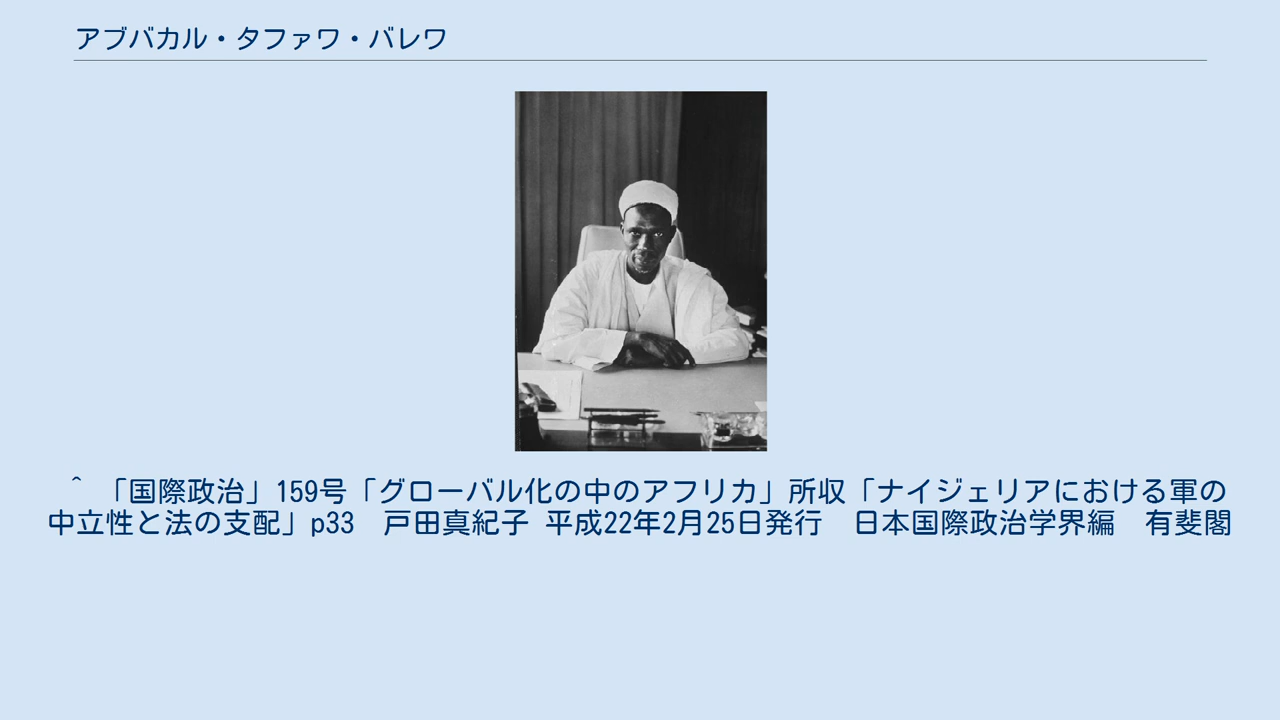 アブバカル・タファワ・バレワ
^ 「国際政治」159号「グローバル化の中のアフリカ」所収「ナイジェリアにおける軍の
中立性と法の支配」p33　戸田真紀子 平成22年2月25日発行　日本国際政治学界編　有斐閣